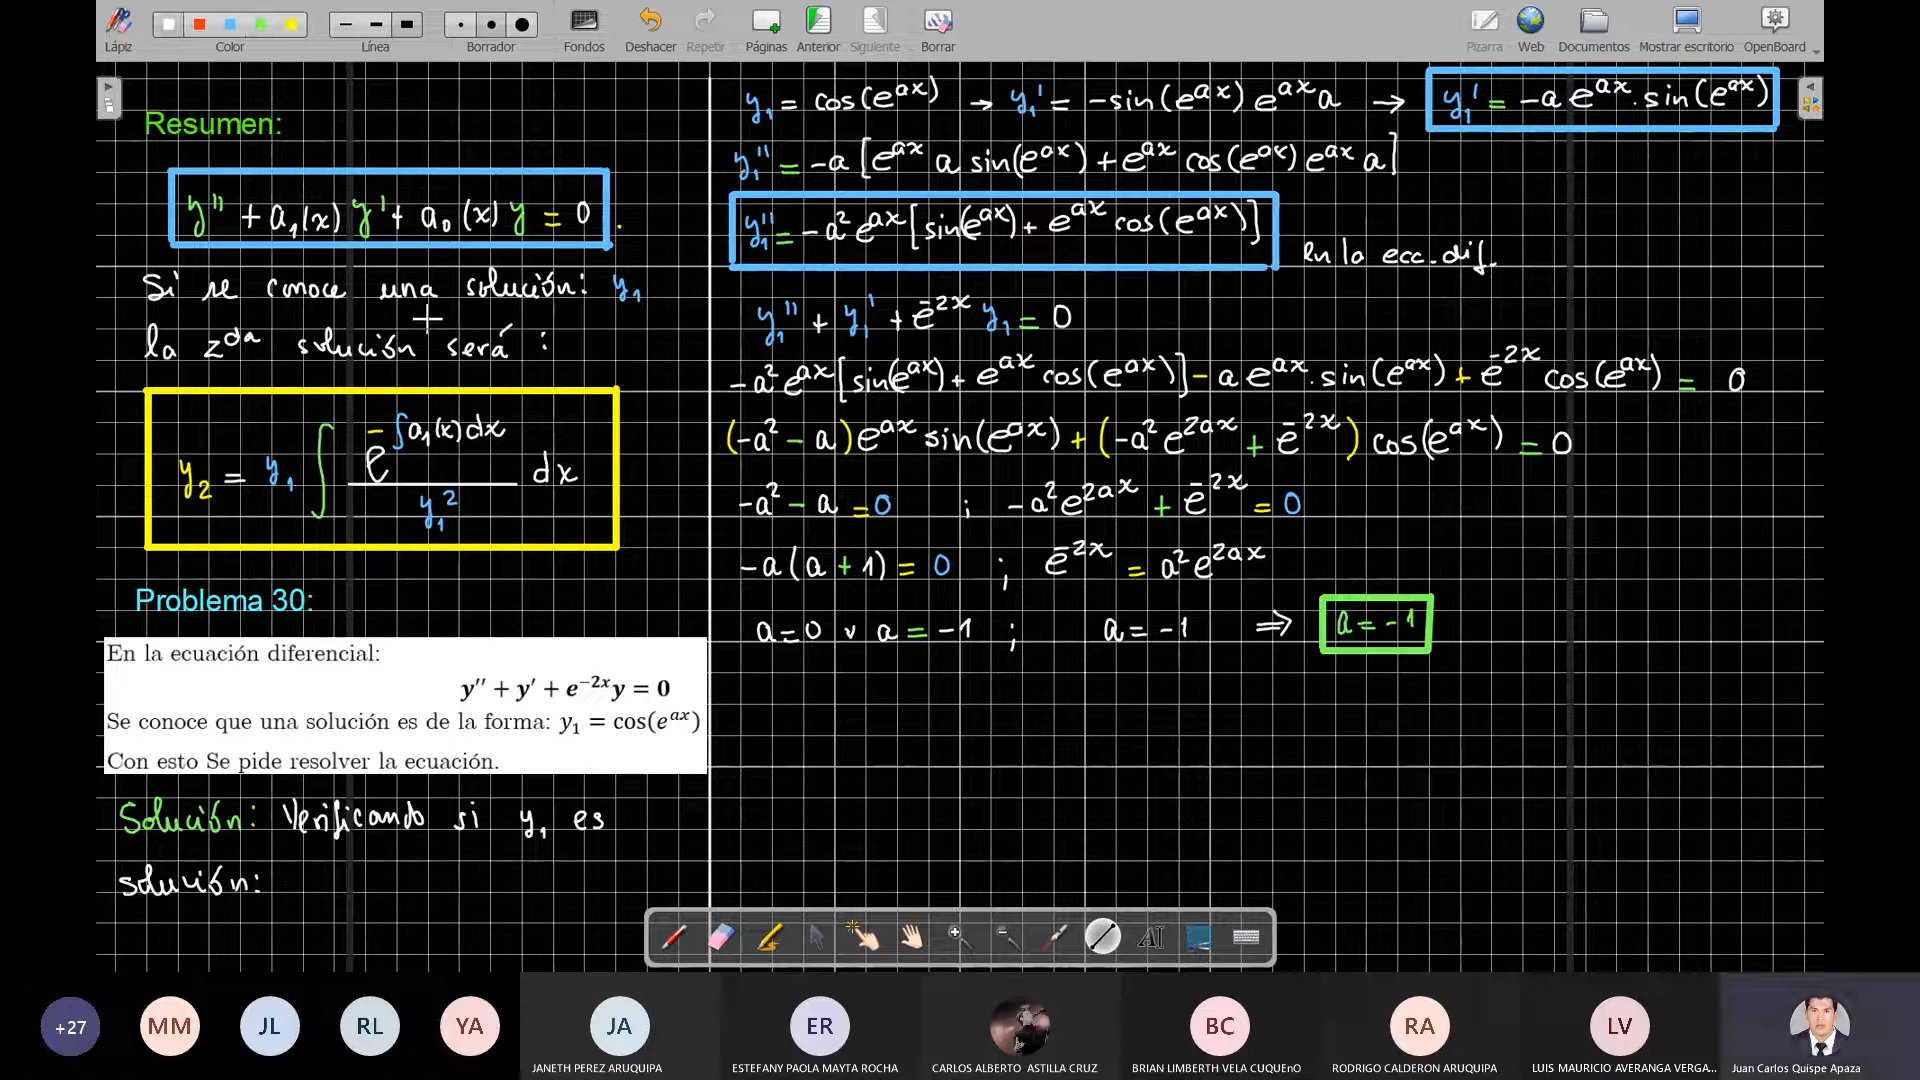 Lápiz Color Línea Borrador Fondos Deshacer Repetir Páginas Anterior Siguiente Borrar Pizarra Web Documentos Mostrar escritorio OpenBoard
Resumen:
y'' + a₁(x) y' + a₀(x) y = 0 .
Si se conoce una solución: y₁
la 2da solución será :
y₂ = y₁ ∫ e^(-∫a₁(x)dx) / y₁² dx
Problema 30:
En la ecuación diferencial:
y'' + y' + e⁻²ˣy = 0
Se conoce que una solución es de la forma: y₁ = cos(e^(ax))
Con esto Se pide resolver la ecuación.
Solución: Verificando si y₁ es
solución:
y₁ = cos(e^(ax)) → y₁' = -sin(e^(ax)) e^(ax) a → y₁' = -a e^(ax) . sin(e^(ax))
y₁'' = -a [e^(ax) a sin(e^(ax)) + e^(ax) cos(e^(ax)) e^(ax) a]
y₁'' = -a² e^(ax) [sin(e^(ax)) + e^(ax) cos(e^(ax))] en la ecc. dif.
y₁'' + y₁' + e^(-2x) y₁ = 0
-a² e^(ax) [sin(e^(ax)) + e^(ax) cos(e^(ax))] - a e^(ax) . sin(e^(ax)) + e^(-2x) cos(e^(ax)) = 0
(-a² - a) e^(ax) sin(e^(ax)) + (-a² e^(2ax) + e^(-2x)) cos(e^(ax)) = 0
-a² - a = 0 ; -a² e^(2ax) + e^(-2x) = 0
-a(a + 1) = 0 ; e^(-2x) = a² e^(2ax)
a = 0 v a = -1 ; a = -1 ⇒ a = -1
+27 MM JL RL YA JA ER BC RA LV
JANETH PEREZ ARUQUIPA ESTEFANY PAOLA MAYTA ROCHA CARLOS ALBERTO ASTILLA CRUZ BRIAN LIMBERTH VELA CUQUEñO RODRIGO CALDERON ARUQUIPA LUIS MAURICIO AVERANGA VERGA... Juan Carlos Quispe Apaza